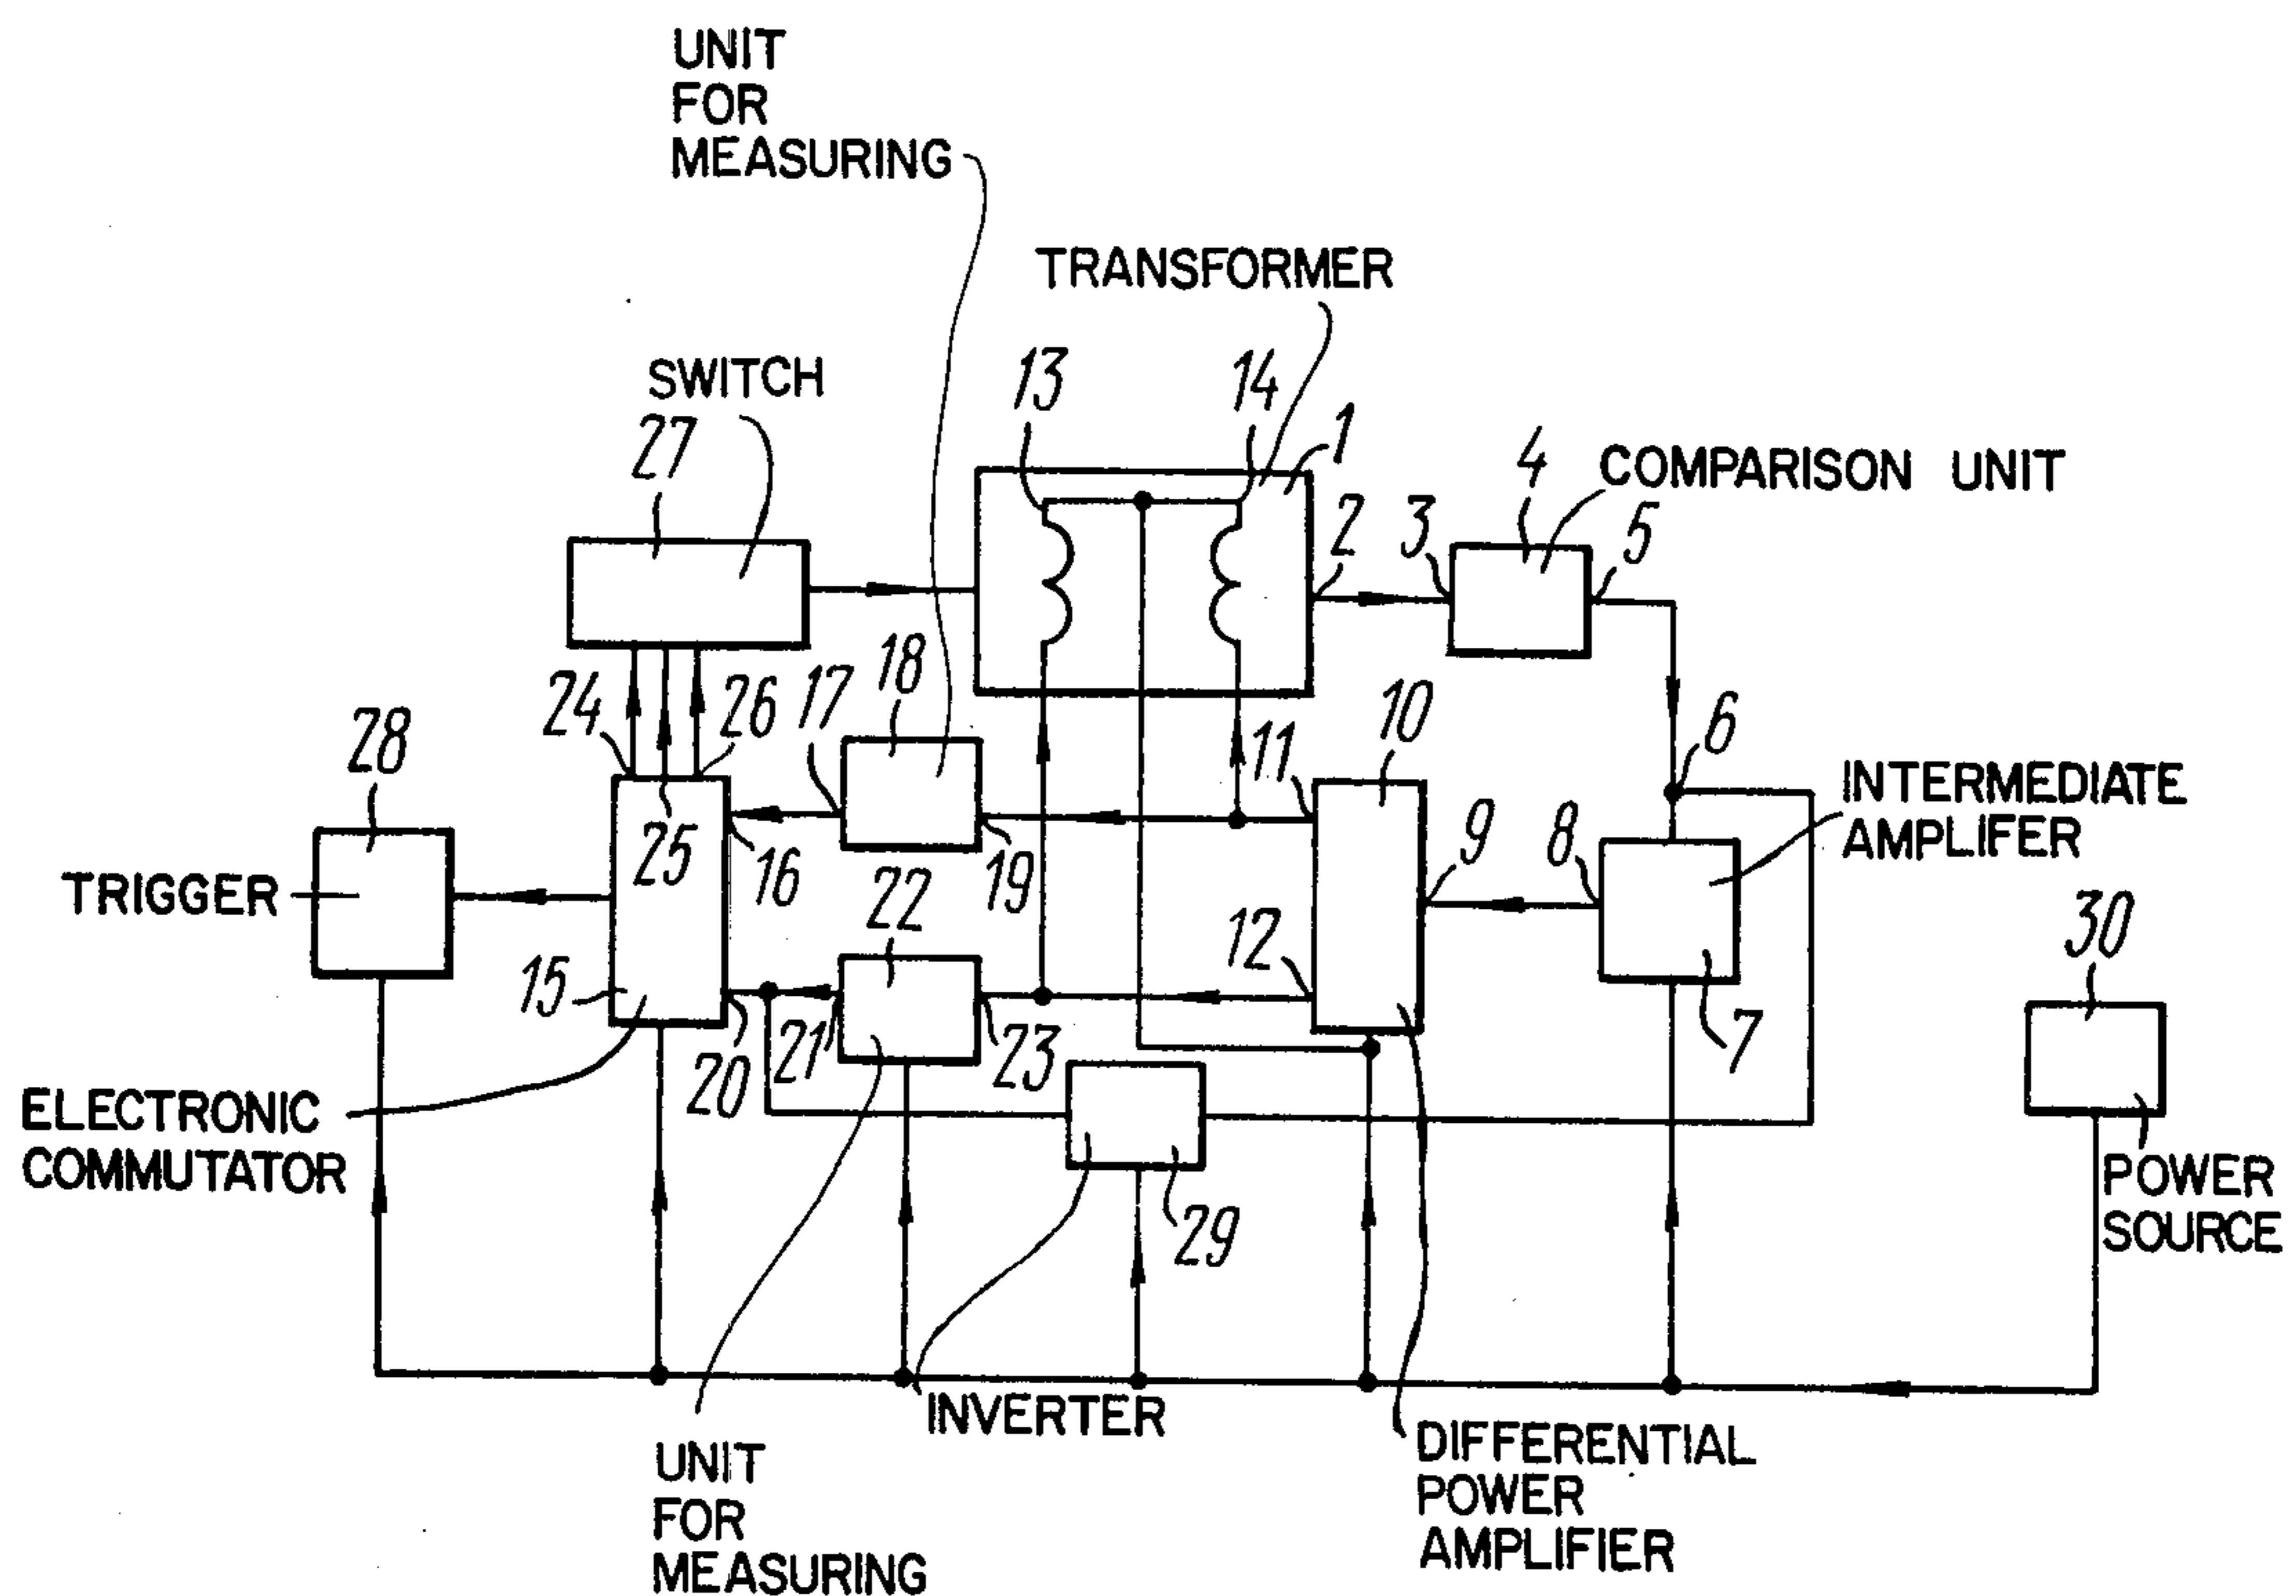 UNIT
FOR
MEASURING
TRANSFORMER
SWITCH
13
14
1
27
4
COMPARISON UNIT
2
3
5
18
24
26
17
10
6
28
11
INTERMEDIATE
AMPLIFER
25
16
19
9
8
TRIGGER
22
12
30
15
20
21
23
7
ELECTRONIC
COMMUTATOR
29
POWER
SOURCE
INVERTER
DIFFERENTIAL
POWER
AMPLIFIER
UNIT
FOR
MEASURING